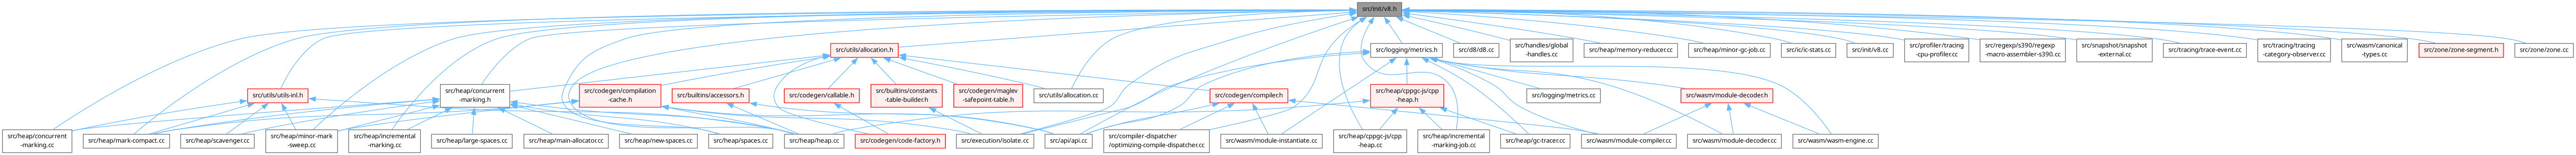 src/init/v8.h
src/utils/allocation.h
src/logging/metrics.h
src/d8/d8.cc
src/handles/global
-handles.cc
src/heap/memory-reducer.cc
src/heap/minor-gc-job.cc
src/ic/ic-stats.cc
src/init/v8.cc
src/profiler/tracing
-cpu-profiler.cc
src/regexp/s390/regexp
-macro-assembler-s390.cc
src/snapshot/snapshot
-external.cc
src/tracing/trace-event.cc
src/tracing/tracing
-category-observer.cc
src/wasm/canonical
-types.cc
src/zone/zone-segment.h
src/zone/zone.cc
src/utils/utils-inl.h
src/heap/concurrent
-marking.h
src/codegen/compilation
-cache.h
src/builtins/accessors.h
src/codegen/callable.h
src/builtins/constants
-table-builder.h
src/codegen/maglev
-safepoint-table.h
src/utils/allocation.cc
src/codegen/compiler.h
src/heap/cppgc-js/cpp
-heap.h
src/logging/metrics.cc
src/wasm/module-decoder.h
src/heap/concurrent
-marking.cc
src/heap/mark-compact.cc
src/heap/scavenger.cc
src/heap/minor-mark
-sweep.cc
src/heap/incremental
-marking.cc
src/heap/large-spaces.cc
src/heap/main-allocator.cc
src/heap/new-spaces.cc
src/heap/spaces.cc
src/heap/heap.cc
src/codegen/code-factory.h
src/execution/isolate.cc
src/api/api.cc
src/compiler-dispatcher
/optimizing-compile-dispatcher.cc
src/wasm/module-instantiate.cc
src/heap/cppgc-js/cpp
-heap.cc
src/heap/incremental
-marking-job.cc
src/heap/gc-tracer.cc
src/wasm/module-compiler.cc
src/wasm/module-decoder.cc
src/wasm/wasm-engine.cc